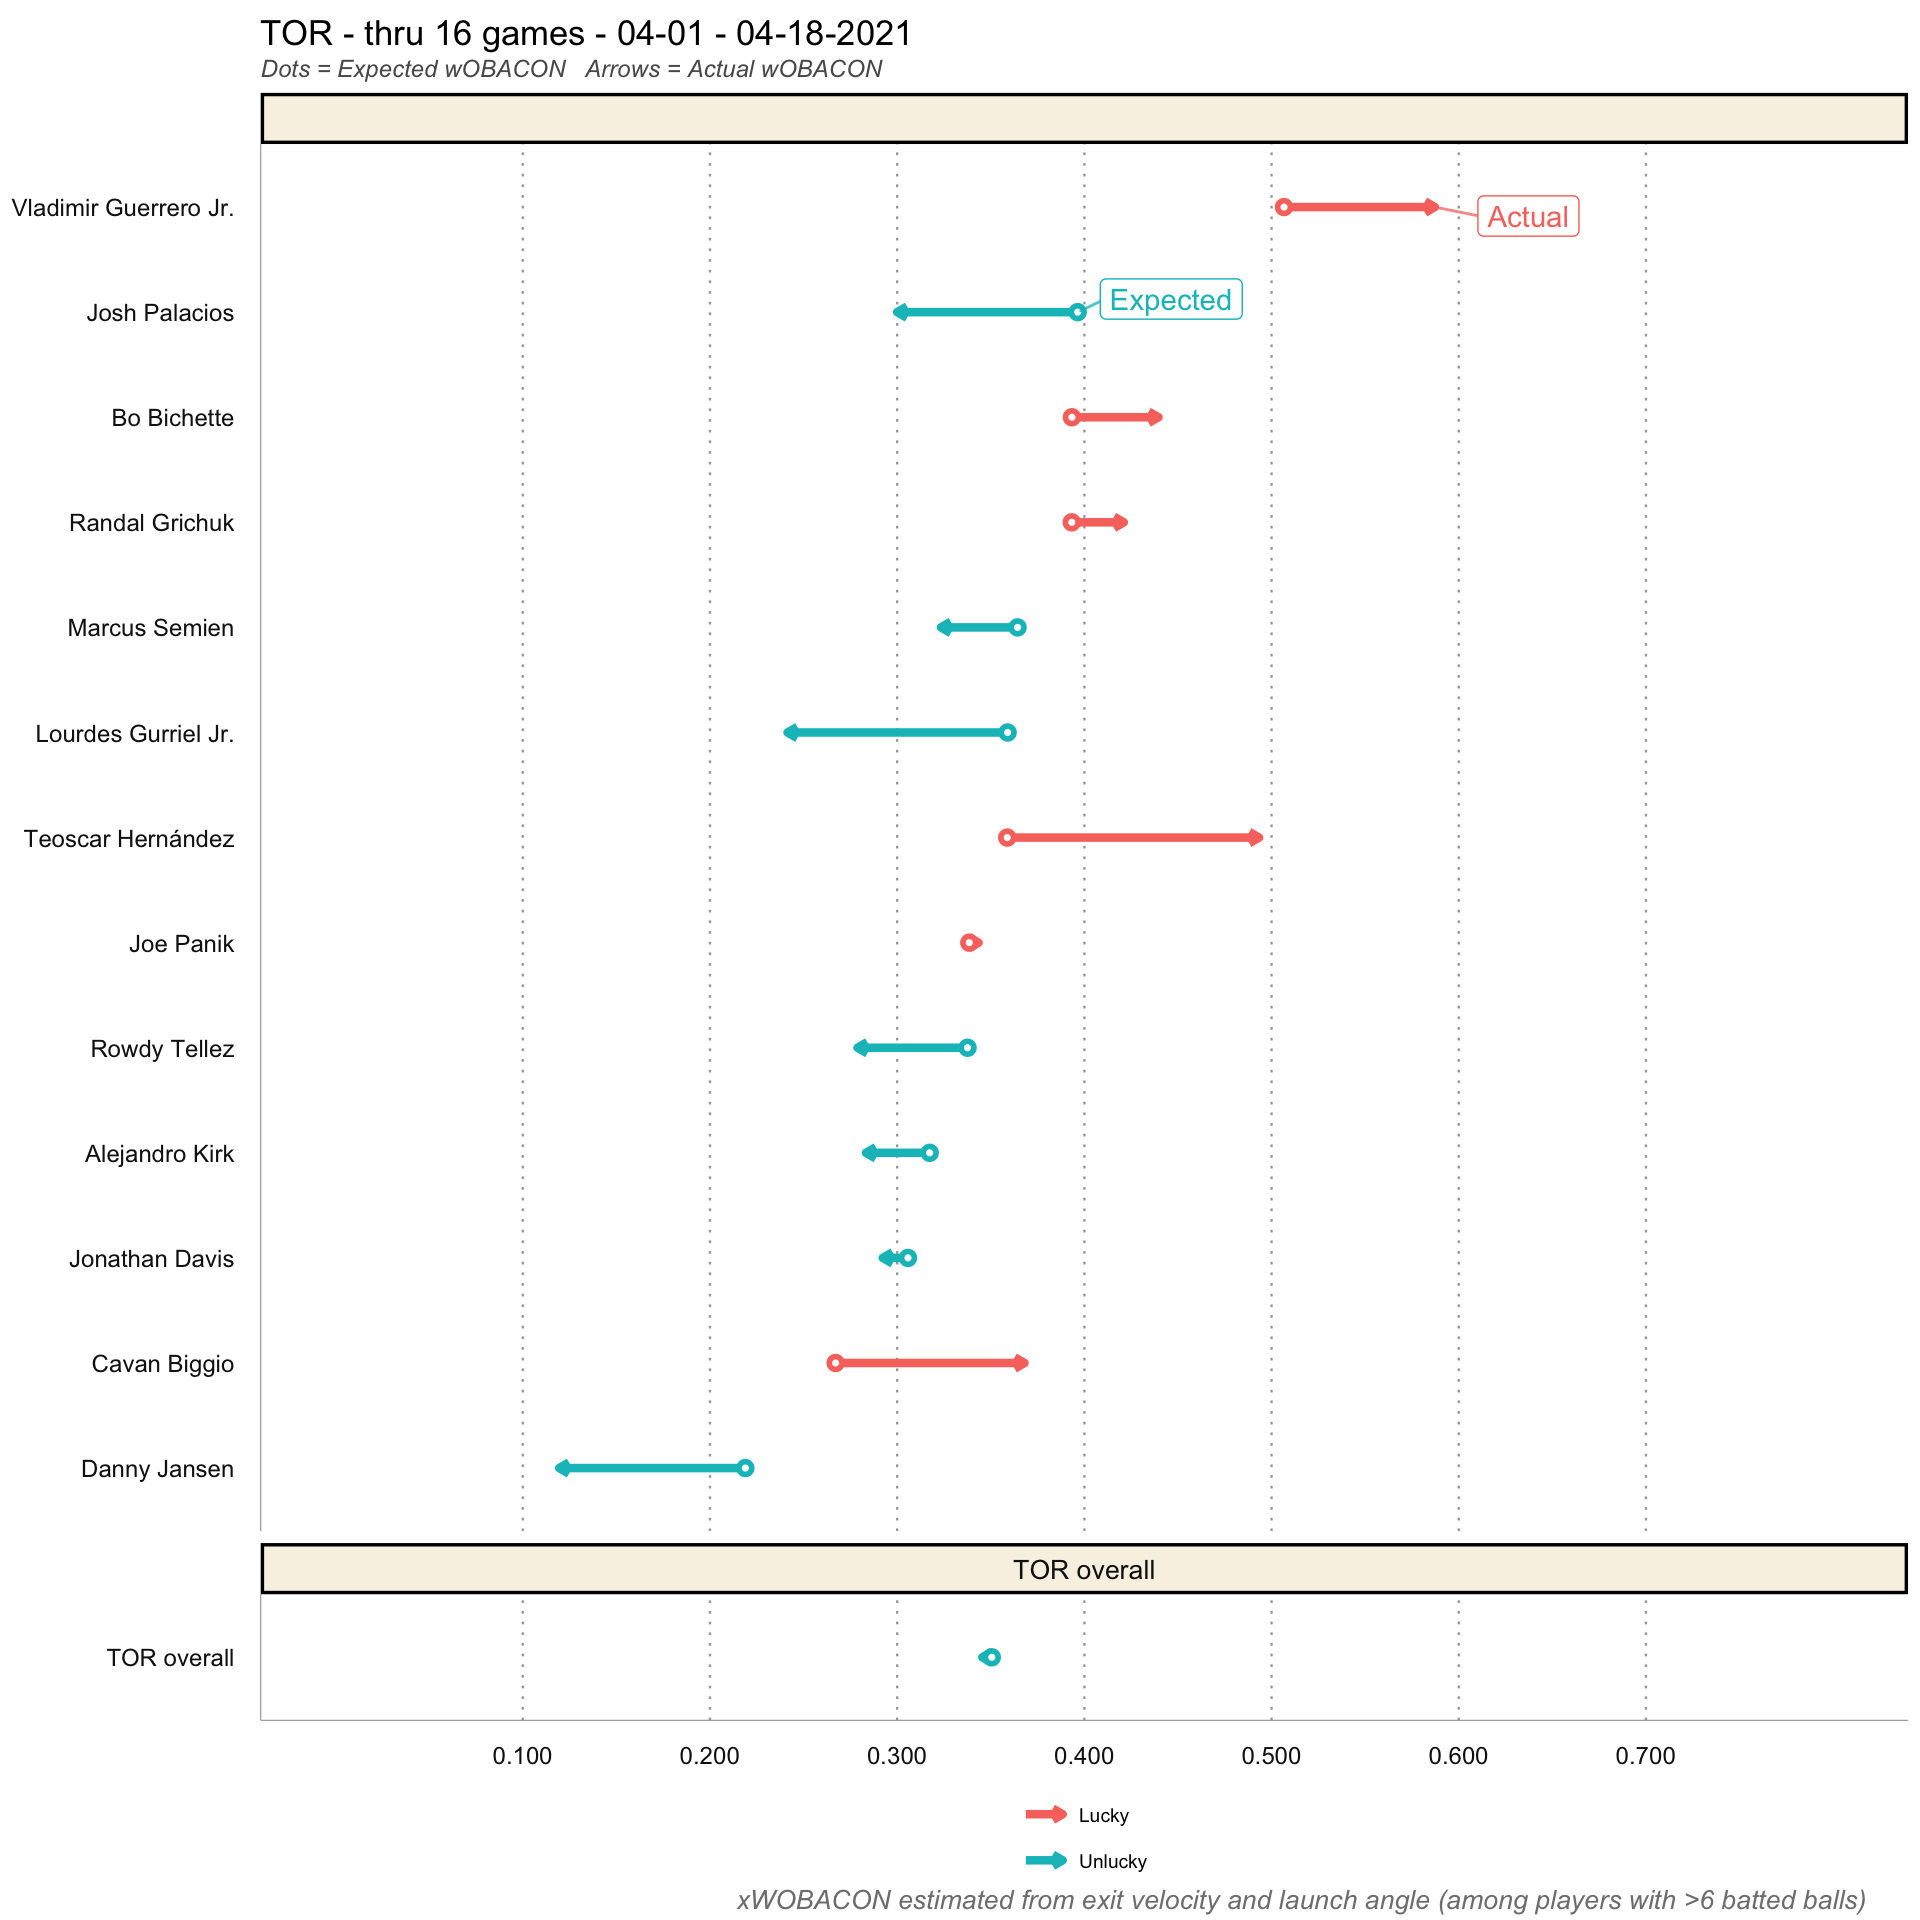 TOR - thru 16 games - 04-01 - 04-18-2021
Dots = Expected wOBACON   Arrows = Actual wOBACON
Vladimir Guerrero Jr.
Actual
Josh Palacios
Expected
Bo Bichette
Randal Grichuk
Marcus Semien
Lourdes Gurriel Jr.
Teoscar Hernández
Joe Panik
Rowdy Tellez
Alejandro Kirk
Jonathan Davis
Cavan Biggio
Danny Jansen
TOR overall
TOR overall
0.100 0.200 0.300 0.400 0.500 0.600 0.700
Lucky
Unlucky
xWOBACON estimated from exit velocity and launch angle (among players with >6 batted balls)